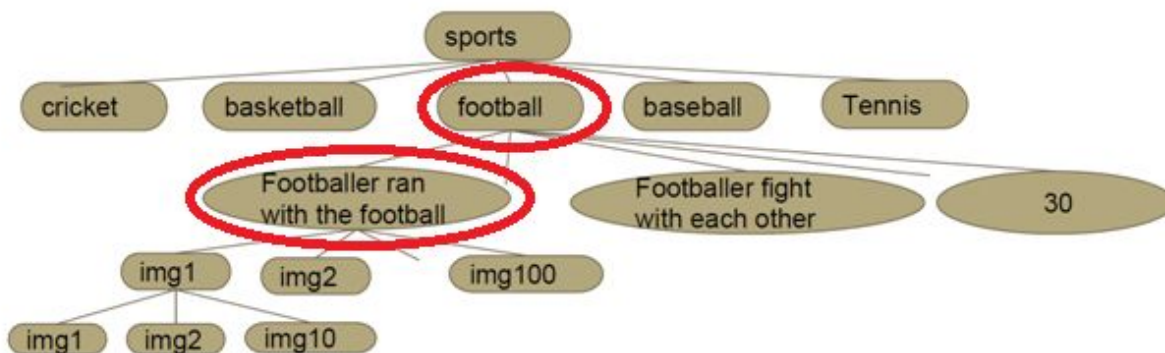 sports
cricket
basketball
football
baseball
Tennis
Footballer ran
with the football
Footballer fight
with each other
30
img1
img2
img100
img1
img2
img10